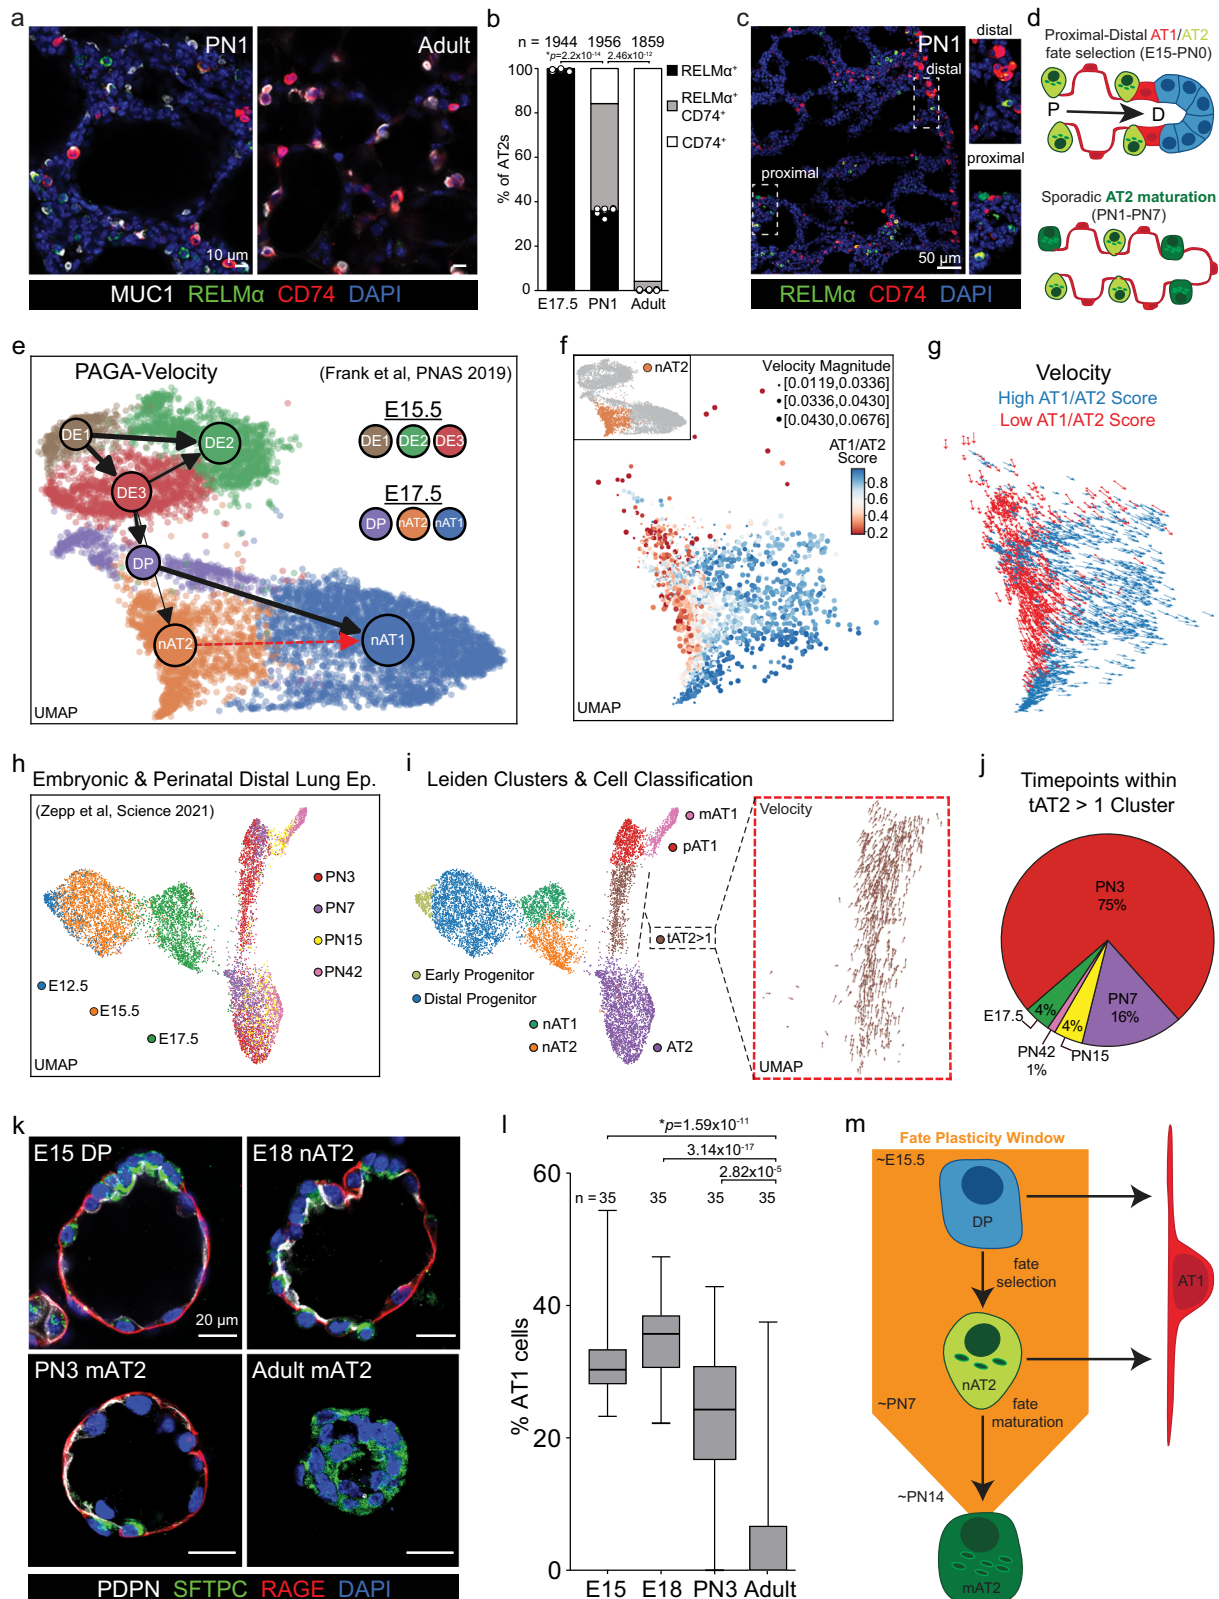 a
PN1
Adult
10 µm
MUC1 RELMα CD74 DAPI
b
n = 1944 1956 1859
*p=2.2x10⁻¹⁴ 2.46x10⁻¹²
% of AT2s
100
80
60
40
20
0
E17.5 PN1 Adult
RELMα⁺
RELMα⁺
CD74⁺
CD74⁺
c
PN1
distal
proximal
50 µm
distal
proximal
RELMα CD74 DAPI
d
Proximal-Distal AT1/AT2
fate selection (E15-PN0)
P
D
Sporadic AT2 maturation
(PN1-PN7)
e
PAGA-Velocity
(Frank et al, PNAS 2019)
E15.5
DE1 DE2 DE3
E17.5
DP nAT2 nAT1
DE1
DE2
DE3
DP
nAT2
nAT1
UMAP
f
nAT2
Velocity Magnitude
[0.0119,0.0336]
[0.0336,0.0430]
[0.0430,0.0676]
AT1/AT2
Score
0.8
0.6
0.4
0.2
UMAP
g
Velocity
High AT1/AT2 Score
Low AT1/AT2 Score
h
Embryonic & Perinatal Distal Lung Ep.
(Zepp et al, Science 2021)
PN3
PN7
PN15
PN42
E12.5
E15.5
E17.5
UMAP
i
Leiden Clusters & Cell Classification
mAT1
pAT1
tAT2>1
Early Progenitor
Distal Progenitor
nAT1
nAT2
AT2
Velocity
UMAP
j
Timepoints within
tAT2 > 1 Cluster
PN3
75%
PN7
16%
4%
4%
E17.5
PN42
1%
PN15
k
E15 DP
E18 nAT2
20 µm
PN3 mAT2
Adult mAT2
PDPN SFTPC RAGE DAPI
l
*p=1.59x10⁻¹¹
3.14x10⁻¹⁷
2.82x10⁻⁵
n = 35 35 35 35
% AT1 cells
60
40
20
0
E15 E18 PN3 Adult
m
Fate Plasticity Window
~E15.5
DP
fate
selection
nAT2
~PN7
fate
maturation
~PN14
mAT2
AT1